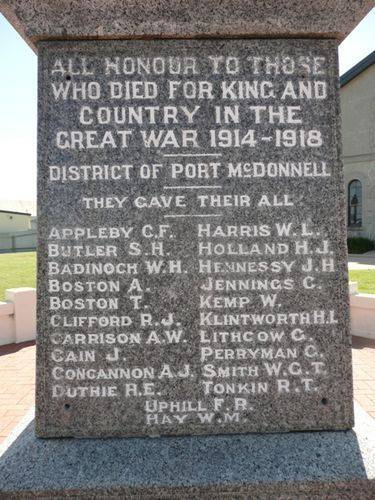 ALL HONOUR TO THOSE
WHO DIED FOR KING AND
COUNTRY IN THE
GREAT WAR 1914-1918
DISTRICT OF PORT McDONNELL
THEY GAVE THEIR ALL
APPLEBY C.F. HARRIS W.L.
BUTLER S.H. HOLLAND H.J.
BADINOCH W.H. HENNESSY J.H
BOSTON A. JENNINGS C.
BOSTON T. KEMP W.
CLIFFORD R.J. KLINTWORTH H.L
CARRISON A.W. LITHCOW G.
CAIN J. PERRYMAN G.
CONCANNON A.J. SMITH W.G.T.
DUTHIE H.E. TONKIN R.T.
UPHILL F.R.
HAY W.M.